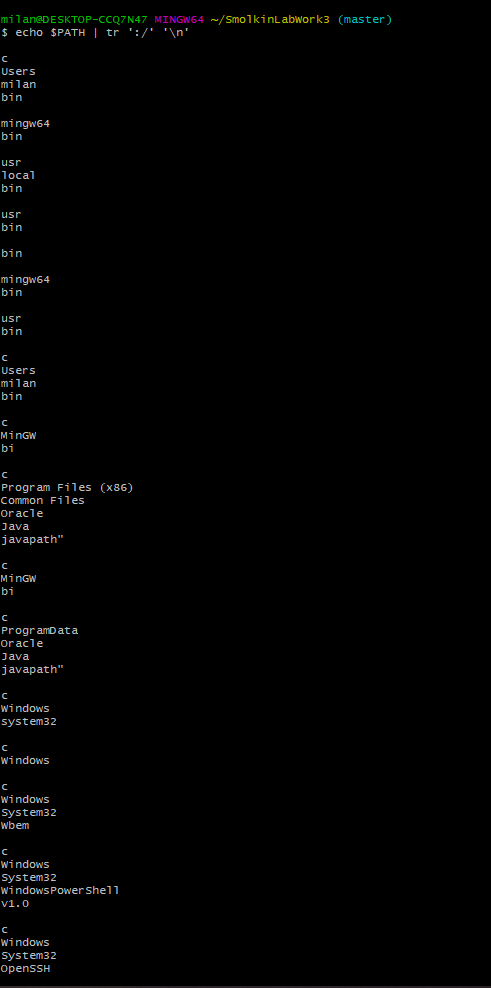 milan@DESKTOP-CCQ7N47 MINGW64 ~/SmolkinLabWork3 (master)
$ echo $PATH | tr ':/' '\n'

c
Users
milan
bin

mingw64
bin

usr
local
bin

usr
bin

bin

mingw64
bin

usr
bin

c
Users
milan
bin

c
MinGW
bi

c
Program Files (x86)
Common Files
Oracle
Java
javapath"

c
MinGW
bi

c
ProgramData
Oracle
Java
javapath"

c
Windows
system32

c
Windows

c
Windows
System32
Wbem

c
Windows
System32
WindowsPowerShell
v1.0

c
Windows
System32
OpenSSH